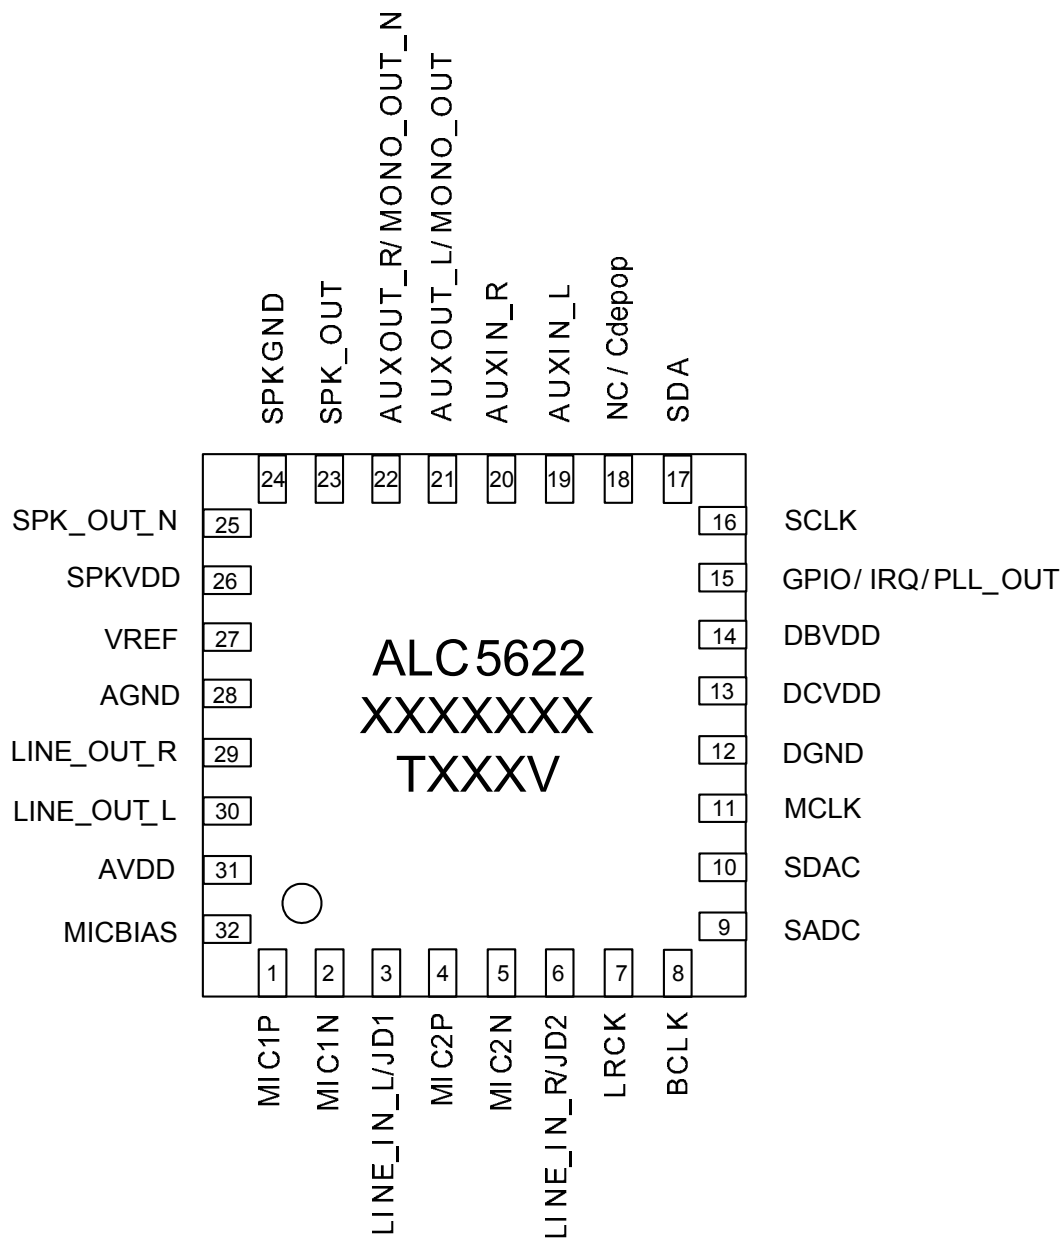 SPKGND
SPK_OUT
AUXOUT_R/MONO_OUT_N
AUXOUT_L/MONO_OUT
AUXIN_R
AUXIN_L
NC / Cdepop
SDA
24
23
22
21
20
19
18
17
SPK_OUT_N
25
SPKVDD
26
VREF
27
AGND
28
LINE_OUT_R
29
LINE_OUT_L
30
AVDD
31
MICBIAS
32
ALC5622
XXXXXXX
TXXXV
16
SCLK
15
GPIO/ IRQ/PLL_OUT
14
DBVDD
13
DCVDD
12
DGND
11
MCLK
10
SDAC
9
SADC
1
2
3
4
5
6
7
8
MIC1P
MIC1N
LINE_IN_L/JD1
MIC2P
MIC2N
LINE_IN_R/JD2
LRCK
BCLK